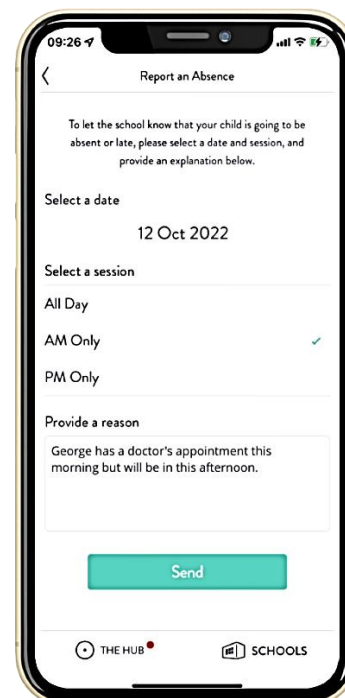 09:26
Report an Absence
To let the school know that your child is going to be
absent or late, please select a date and session, and
provide an explanation below.
Select a date
12 Oct 2022
Select a session
All Day
AM Only
PM Only
Provide a reason
George has a doctor's appointment this
morning but will be in this afternoon.
Send
THE HUB
SCHOOLS